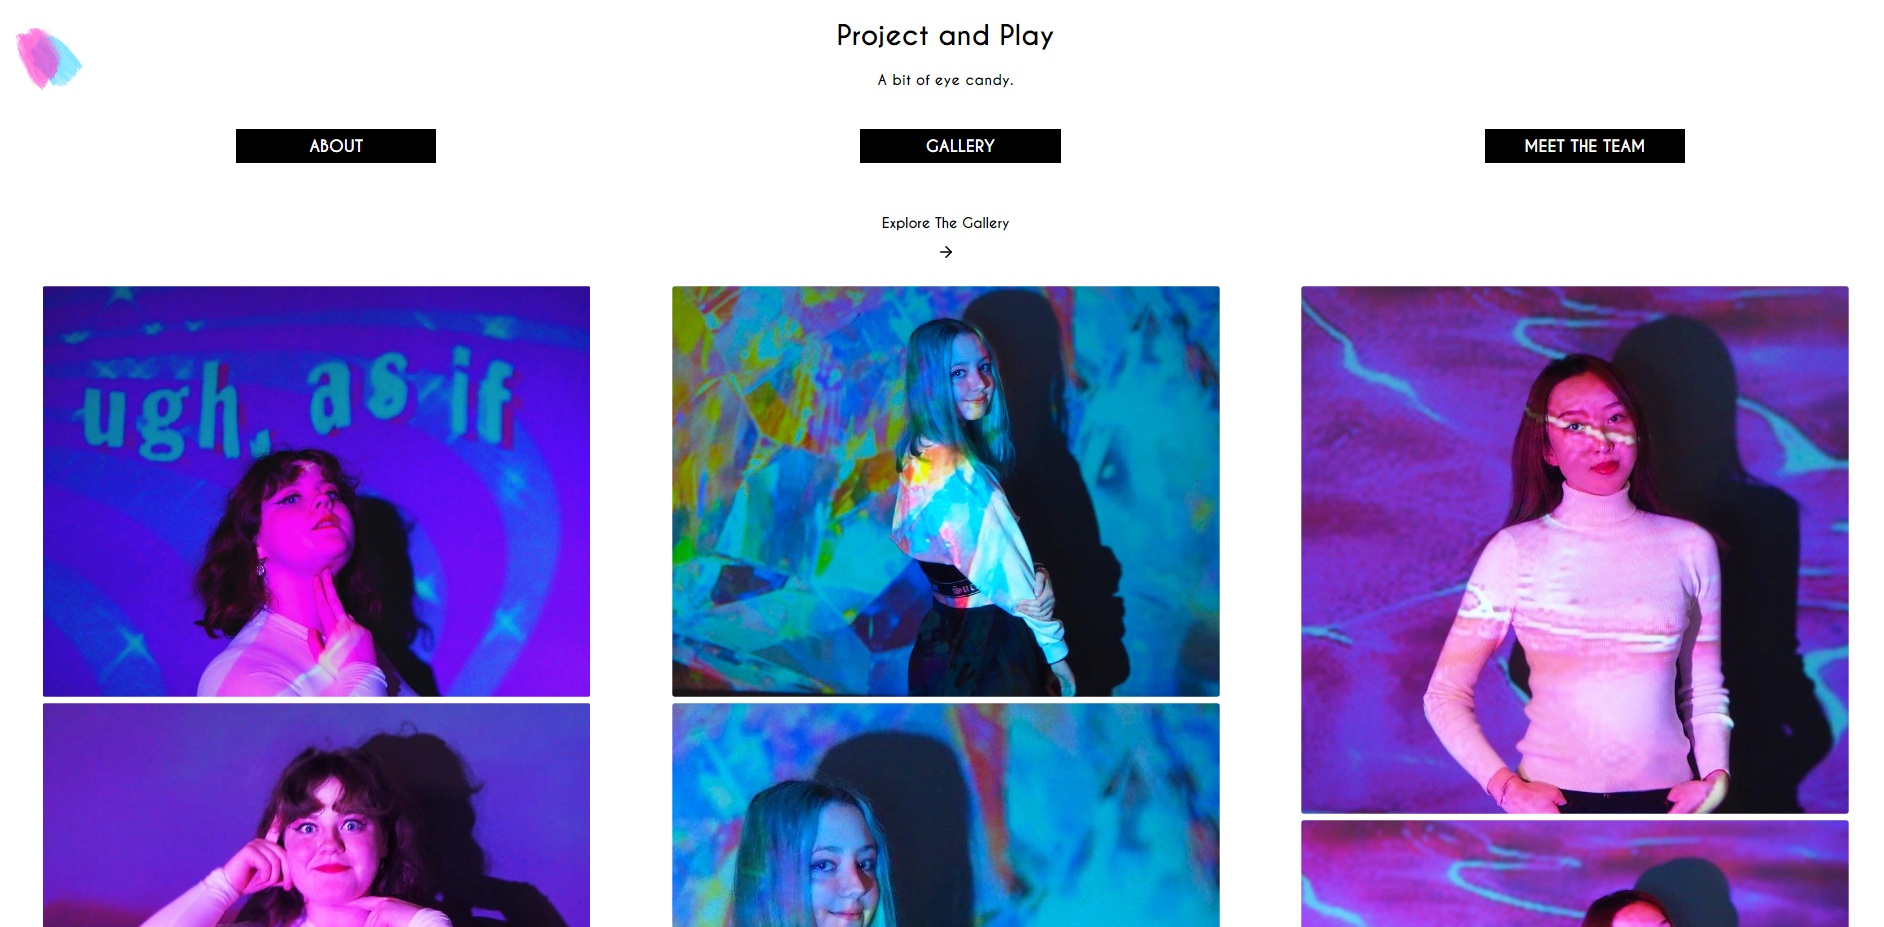 Project and Play
A bit of eye candy.
ABOUT
GALLERY
MEET THE TEAM
Explore The Gallery
ugh, as if